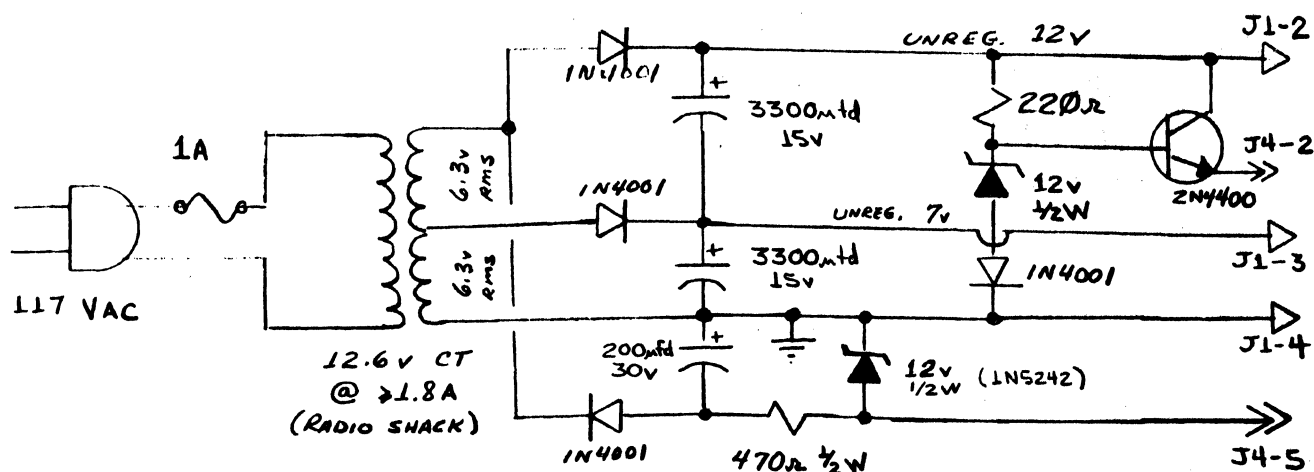 J1-2
UNREG. 12V
1N4001
+
3300mfd
15v
220Ω
J4-2
2N4400
1A
6.3v
RMS
1N4001
12v
1/2W
UNREG. 7v
J1-3
6.3v
RMS
+
3300mfd
15v
1N4001
117 VAC
12.6v CT
@ ≥1.8A
(RADIO SHACK)
+
200mfd
30v
12v
1/2W (1N5242)
J1-4
1N4001
470Ω 1/2W
J4-5